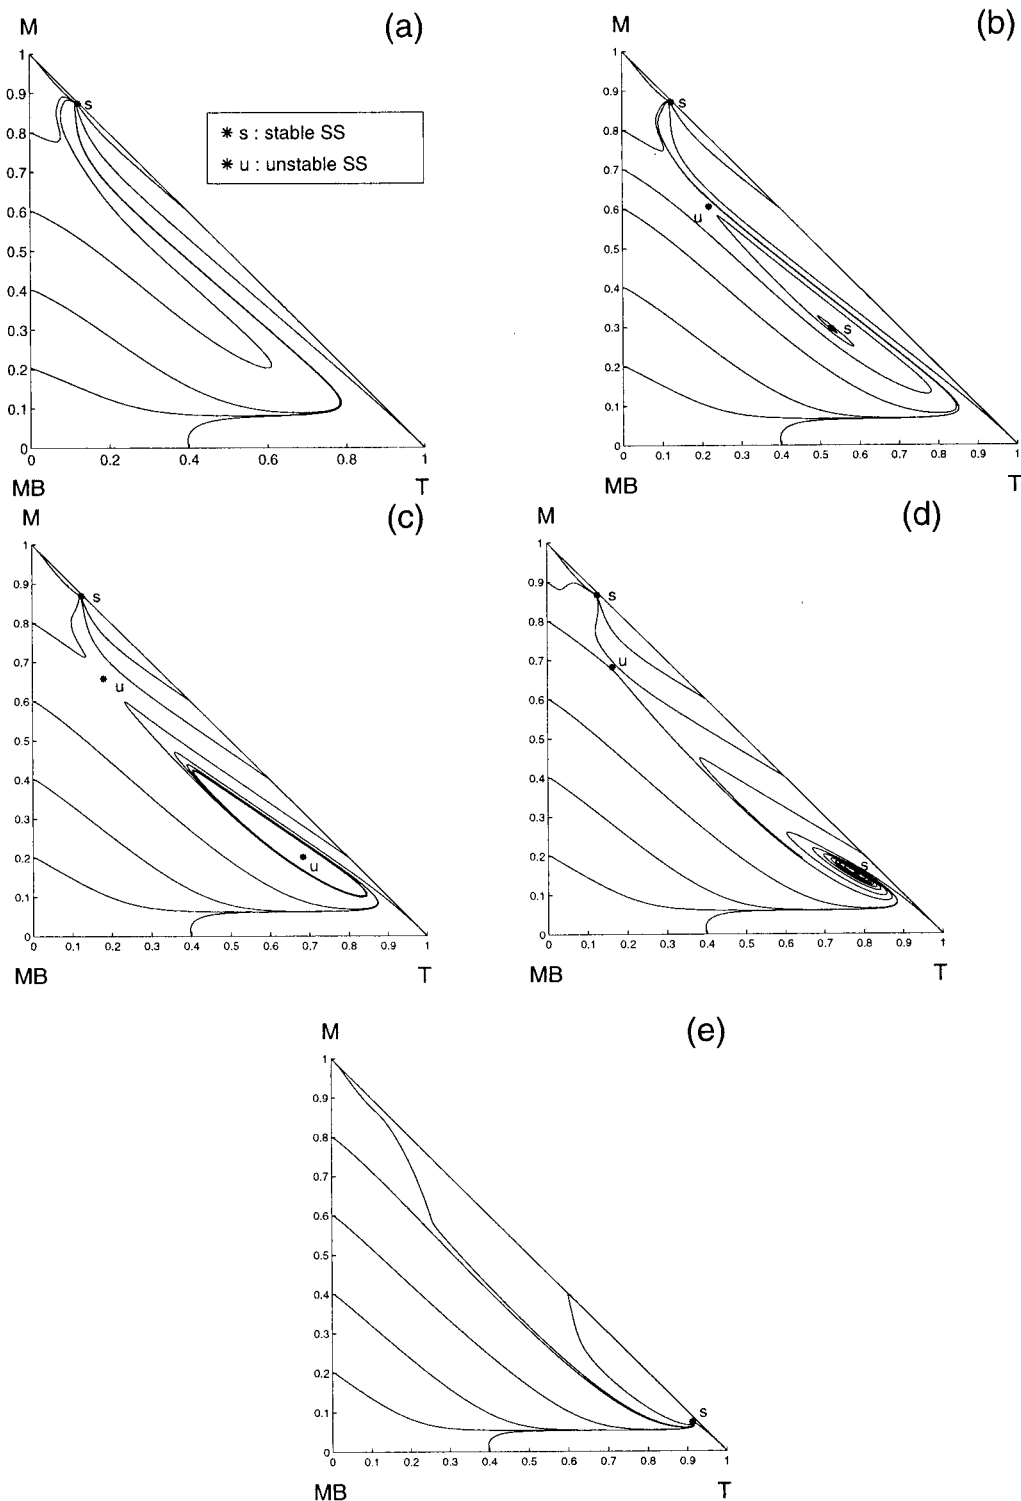 M
(a)
1
0.9
0.8
0.7
0.6
0.5
0.4
0.3
0.2
0.1
0
s
✷ s : stable SS
✷ u : unstable SS
0 0.2 0.4 0.6 0.8 1
MB T
M
(b)
1
0.9
0.8
0.7
0.6
0.5
0.4
0.3
0.2
0.1
0
s
u
s
0 0.1 0.2 0.3 0.4 0.5 0.6 0.7 0.8 0.9 1
MB T
M
(c)
1
0.9
0.8
0.7
0.6
0.5
0.4
0.3
0.2
0.1
0
s
u
u
0 0.1 0.2 0.3 0.4 0.5 0.6 0.7 0.8 0.9 1
MB T
M
(d)
1
0.9
0.8
0.7
0.6
0.5
0.4
0.3
0.2
0.1
0
s
u
s
0 0.1 0.2 0.3 0.4 0.5 0.6 0.7 0.8 0.9 1
MB T
M
(e)
1
0.9
0.8
0.7
0.6
0.5
0.4
0.3
0.2
0.1
0
s
0 0.1 0.2 0.3 0.4 0.5 0.6 0.7 0.8 0.9 1
MB T